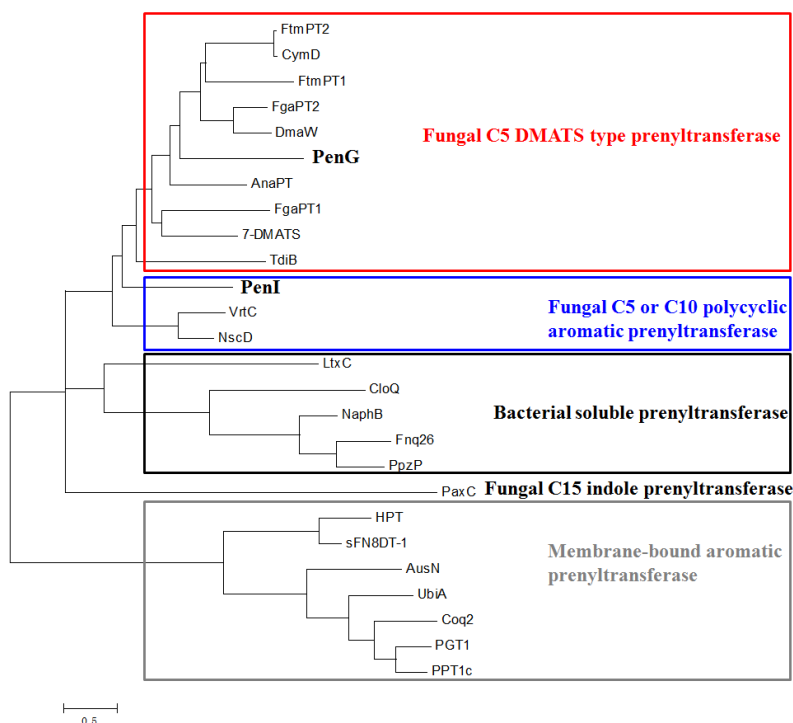 FtmPT2
CymD
FtmPT1
FgaPT2
DmaW
Fungal C5 DMATS type prenyltransferase
PenG
AnaPT
FgaPT1
7-DMATS
TdiB
PenI
Fungal C5 or C10 polycyclic
aromatic prenyltransferase
VrtC
NscD
LtxC
CloQ
NaphB
Bacterial soluble prenyltransferase
Fnq26
PpzP
PaxC
Fungal C15 indole prenyltransferase
HPT
sFN8DT-1
Membrane-bound aromatic
prenyltransferase
AusN
UbiA
Coq2
PGT1
PPT1c
0.5